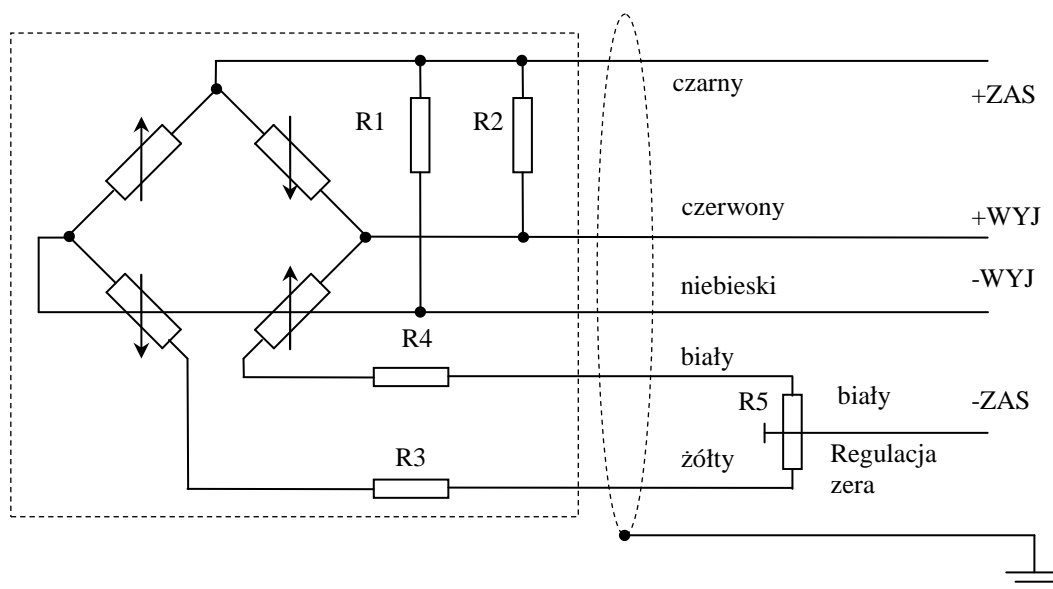 czarny
+ZAS
R1
R2
czerwony
+WYJ
niebieski
-WYJ
R4
biały
R5
biały
-ZAS
R3
żółty
Regulacja
zera